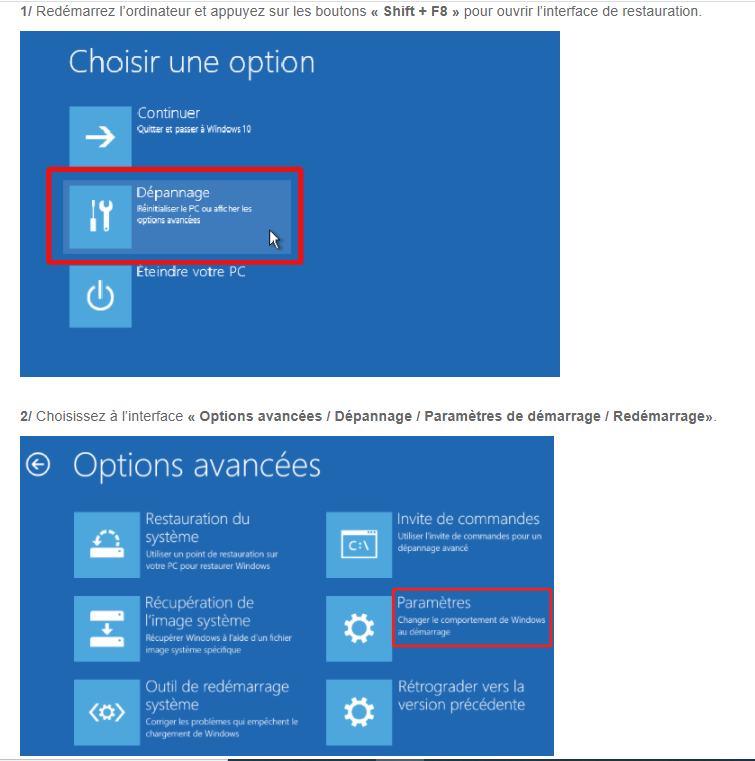 1/ Redémarrez l'ordinateur et appuyez sur les boutons « Shift + F8 » pour ouvrir l'interface de restauration.
Choisir une option
Continuer
Quitter et passer à Windows 10
Dépannage
Réinitialiser le PC ou afficher les
options avancées
Éteindre votre PC
2/ Choisissez à l'interface « Options avancées / Dépannage / Paramètres de démarrage / Redémarrage».
Options avancées
Restauration du
système
Utiliser un point de restauration sur
votre PC pour restaurer Windows
Récupération de
l'image système
Récupérer Windows à l'aide d'un fichier
image système spécifique
Outil de redémarrage
système
Corriger les problèmes qui empêchent le
chargement de Windows
C:\
Invite de commandes
Utiliser l'invite de commandes pour un
dépannage avancé
Paramètres
Changer le comportement de Windows
au démarrage
Rétrograder vers la
version précédente